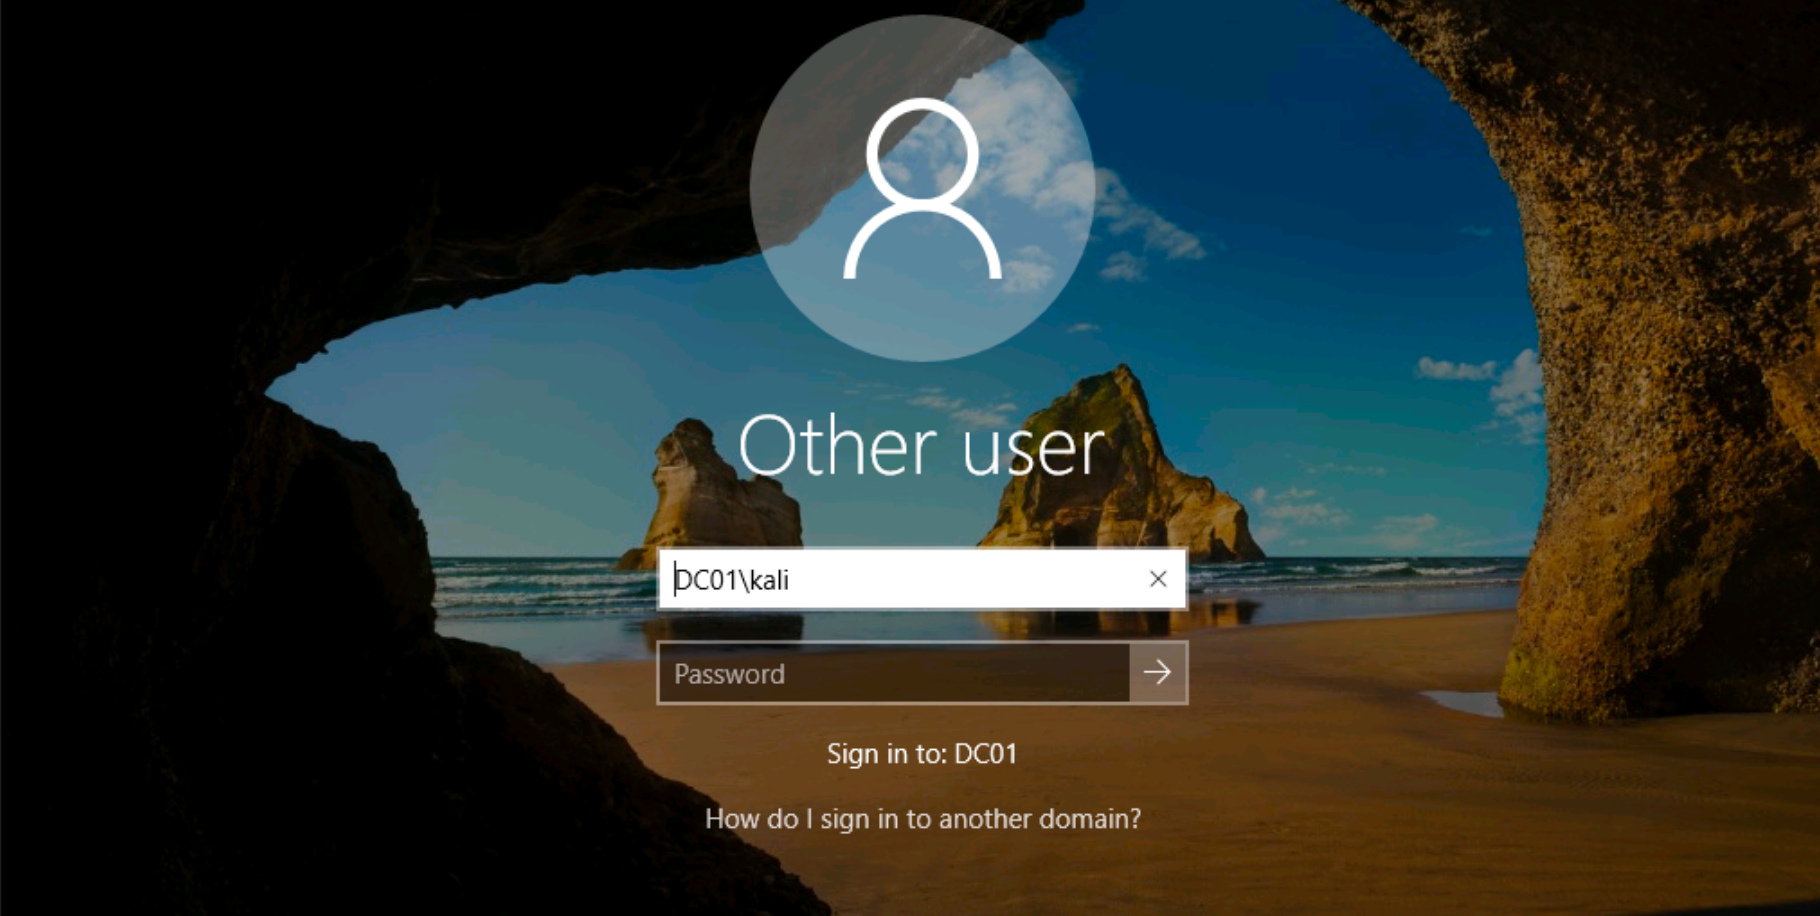 Other user
DC01\kali
Password
Sign in to: DC01
How do I sign in to another domain?